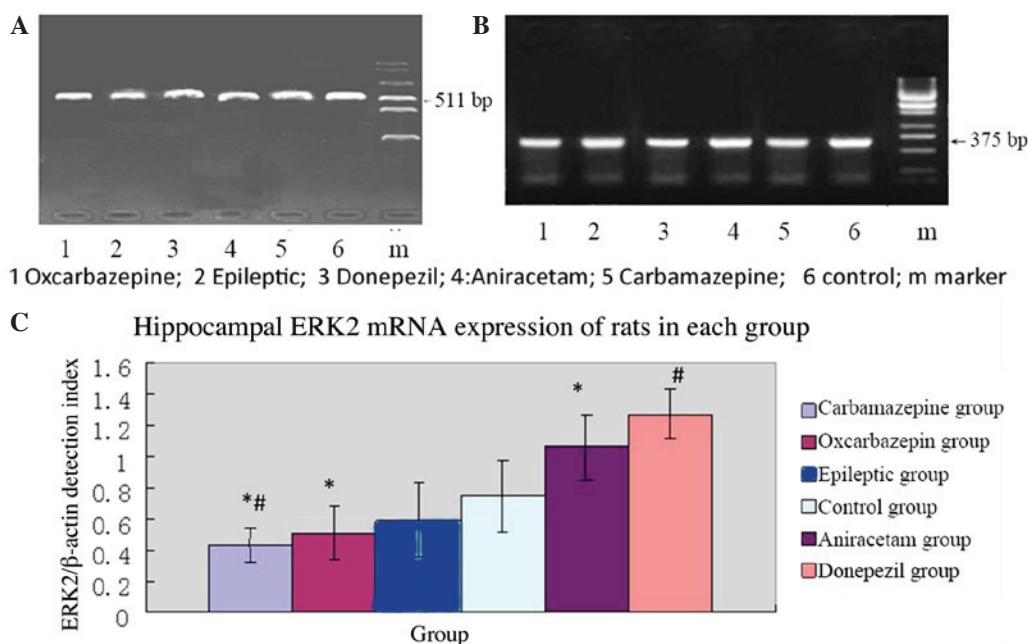 A
B
511 bp
375 bp
1 2 3 4 5 6 m
1 2 3 4 5 6 m
1 Oxcarbazepine; 2 Epileptic; 3 Donepezil; 4:Aniracetam; 5 Carbamazepine; 6 control; m marker
C
Hippocampal ERK2 mRNA expression of rats in each group
ERK2/β-actin detection index
1.6
1.4
1.2
1
0.8
0.6
0.4
0.2
0
*#
*
*
#
Group
Carbamazepine group
Oxcarbazepin group
Epileptic group
Control group
Aniracetam group
Donepezil group